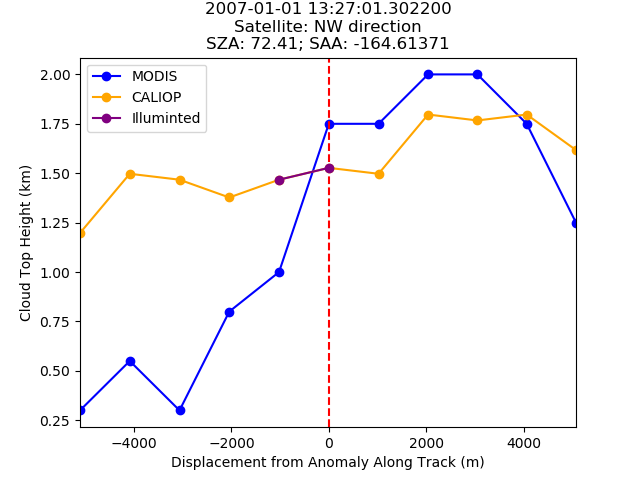 2007-01-01 13:27:01.302200
Satellite: NW direction
SZA: 72.41; SAA: -164.61371
MODIS
CALIOP
Illuminted
2.00
1.75
1.50
1.25
1.00
0.75
0.50
0.25
Cloud Top Height (km)
−4000
−2000
0
2000
4000
Displacement from Anomaly Along Track (m)